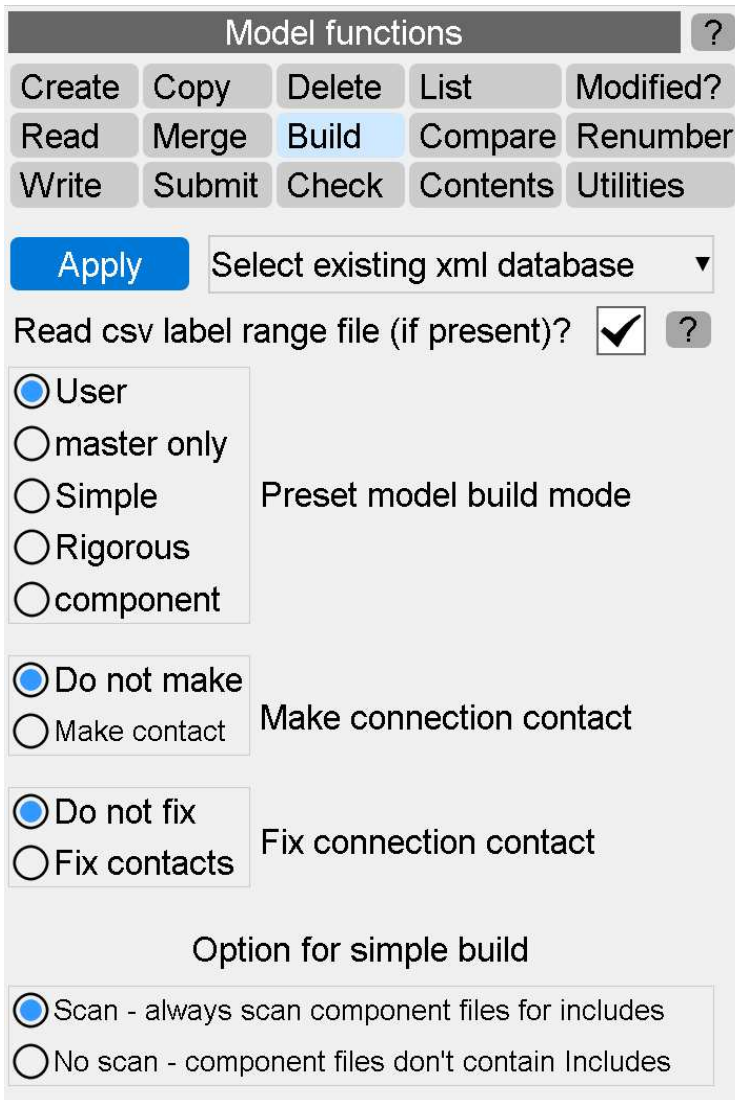 Model functions ?
Create Copy Delete List Modified?
Read Merge Build Compare Renumber
Write Submit Check Contents Utilities
Apply Select existing xml database
Read csv label range file (if present)? ?
User
master only
Simple
Rigorous
component
Preset model build mode
Do not make
Make contact
Make connection contact
Do not fix
Fix contacts
Fix connection contact
Option for simple build
Scan - always scan component files for includes
No scan - component files don't contain Includes